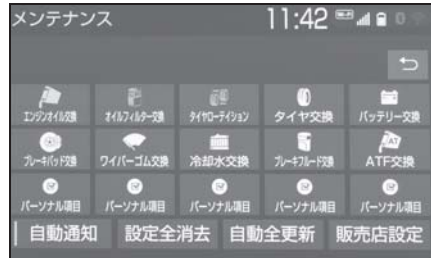 メンテナンス 11:42
エンジンオイル交換 オイルフィルター交換 タイヤローテイション タイヤ交換 バッテリー交換
ブレーキパッド交換 ワイパーゴム交換 冷却水交換 ブレーキフルード交換 ATF交換
パーソナル項目 パーソナル項目 パーソナル項目 パーソナル項目 パーソナル項目
自動通知 設定全消去 自動全更新 販売店設定